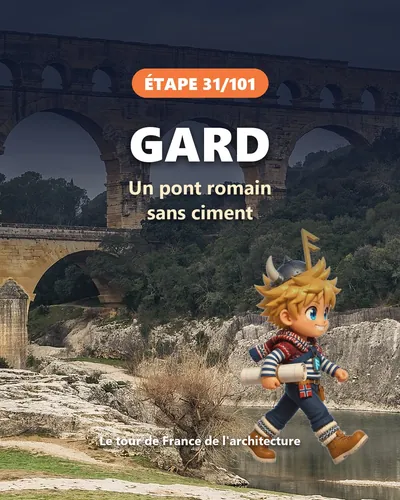 ÉTAPE 31/101
GARD
Un pont romain
sans ciment
Le tour de France de l'architecture